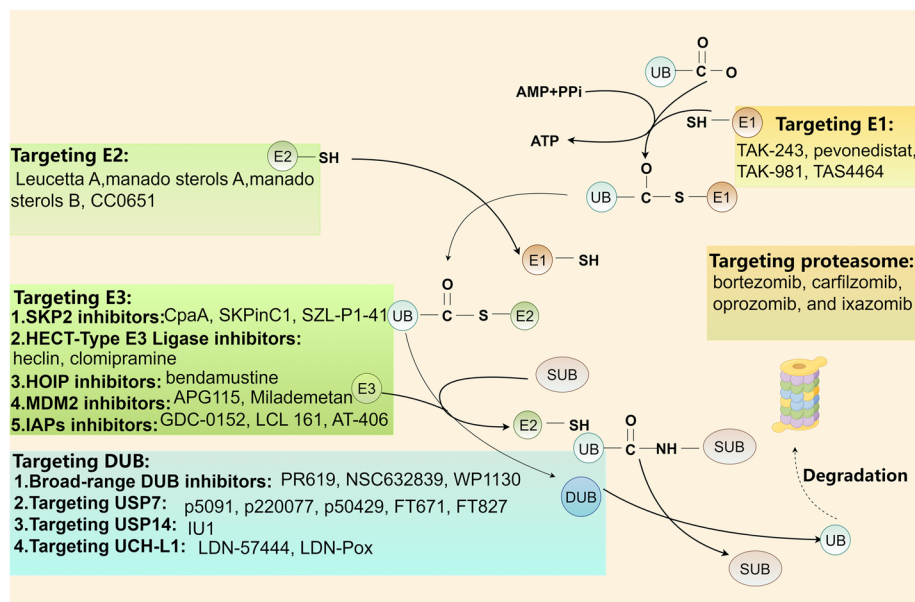 O
UB
C
O
AMP+PPi
ATP
SH
E1
Targeting E1:
TAK-243, pevonedistat,
TAK-981, TAS4464
O
UB
C
S
E1
Targeting E2:
E2
SH
Leucetta A,manado sterols A,manado
sterols B, CC0651
E1
SH
Targeting proteasome:
bortezomib, carfilzomib,
oprozomib, and ixazomib
O
UB
C
S
E2
Targeting E3:
1.SKP2 inhibitors:CpaA, SKPinC1, SZL-P1-41
2.HECT-Type E3 Ligase inhibitors:
heclin, clomipramine
3.HOIP inhibitors: bendamustine
4.MDM2 inhibitors: APG115, Milademetan
5.IAPs inhibitors: GDC-0152, LCL 161, AT-406
E3
SUB
E2
SH
O
UB
C
NH
SUB
Targeting DUB:
1.Broad-range DUB inhibitors: PR619, NSC632839, WP1130
2.Targeting USP7: p5091, p220077, p50429, FT671, FT827
3.Targeting USP14: IU1
4.Targeting UCH-L1: LDN-57444, LDN-Pox
DUB
Degradation
UB
SUB